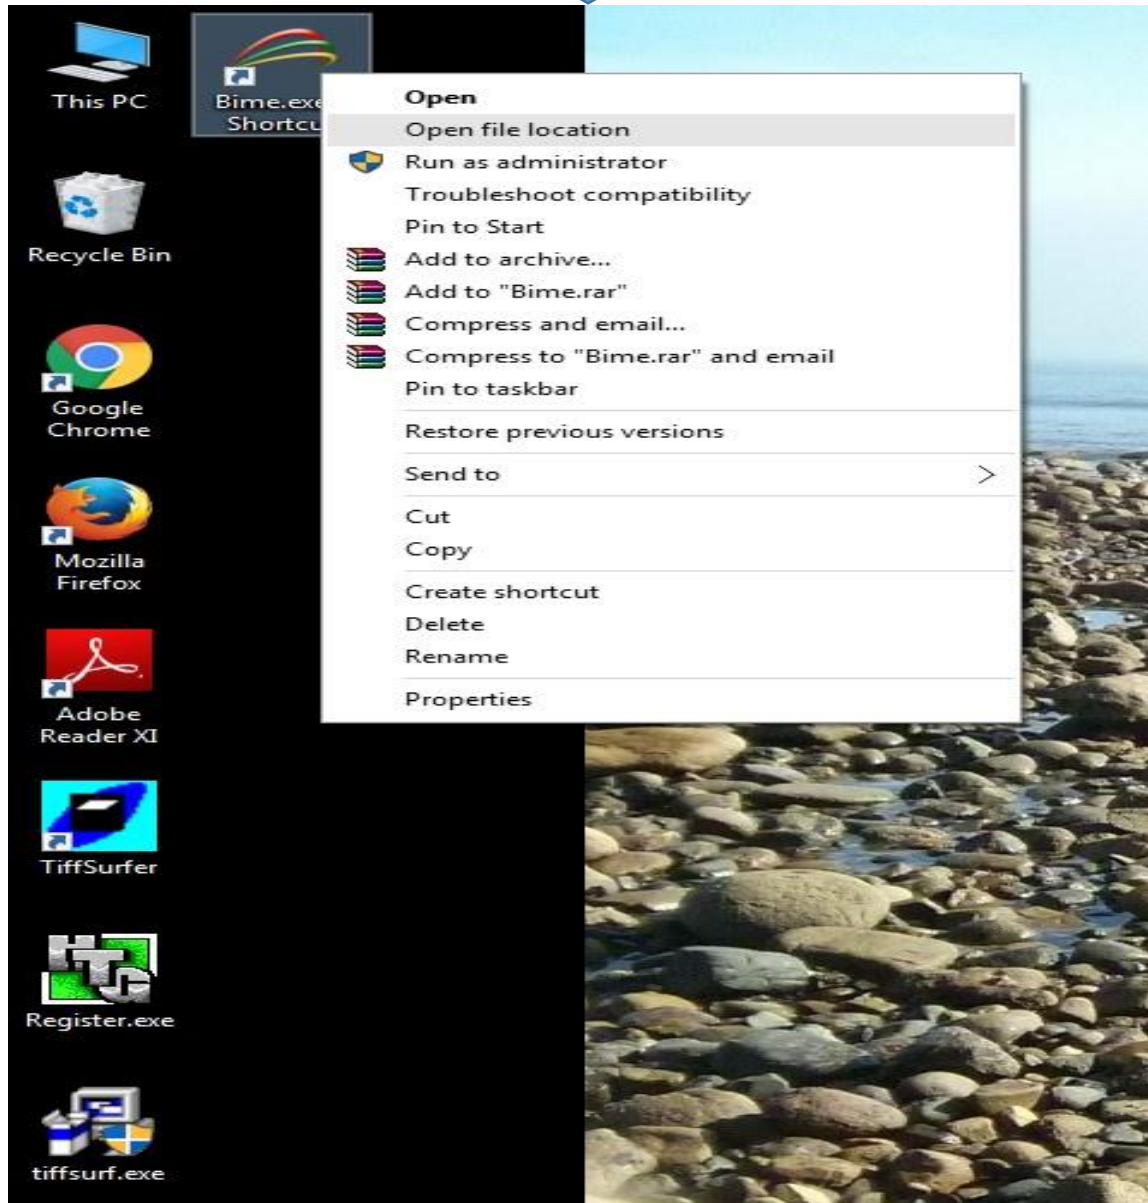 This PC
Bime.exe
Shortcu
Recycle Bin
Google
Chrome
Mozilla
Firefox
Adobe
Reader XI
TiffSurfer
HTC
Register.exe
tiffsurf.exe
Open
Open file location
Run as administrator
Troubleshoot compatibility
Pin to Start
Add to archive...
Add to "Bime.rar"
Compress and email...
Compress to "Bime.rar" and email
Pin to taskbar
Restore previous versions
Send to
Cut
Copy
Create shortcut
Delete
Rename
Properties